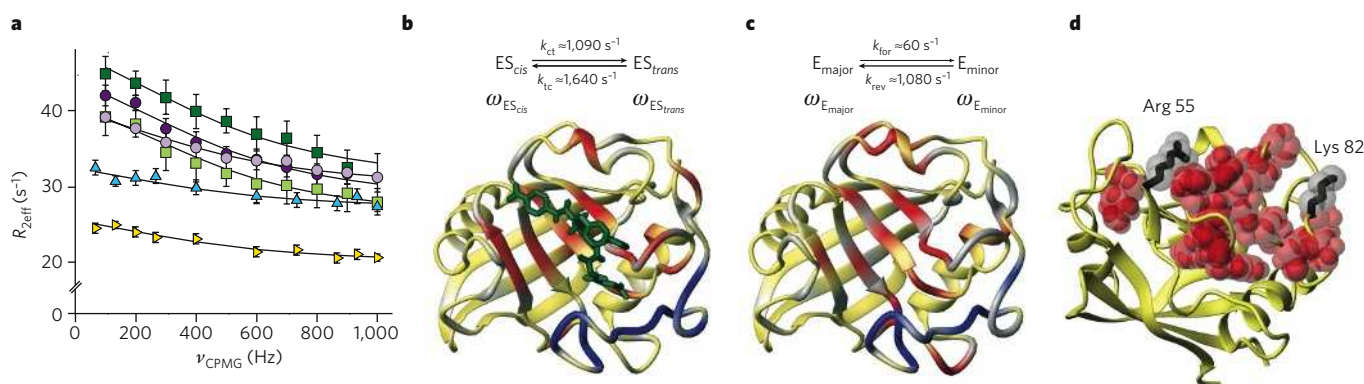 a
40
30
20
0
R2eff (s−1)
0 200 400 600 800 1,000
νCPMG (Hz)
b
kct ≈1,090 s−1
EScis EStrans
ktc ≈1,640 s−1
ωEScis ωEStrans
c
kfor ≈60 s−1
Emajor Eminor
krev ≈1,080 s−1
ωEmajor ωEminor
d
Arg 55
Lys 82